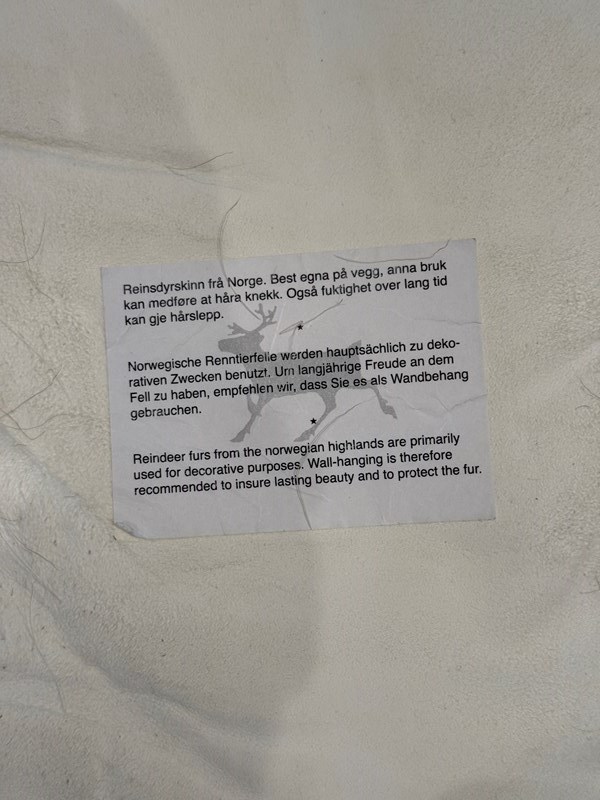 Reinsdyrskinn frå Norge. Best egna på vegg, anna bruk
kan medføre at håra knekk. Også fuktighet over lang tid
kan gje hårslepp.
★
Norwegische Renntierfelle werden hauptsächlich zu deko-
rativen Zwecken benutzt. Um langjährige Freude an dem
Fell zu haben, empfehlen wir, dass Sie es als Wandbehang
gebrauchen.
★
Reindeer furs from the norwegian highlands are primarily
used for decorative purposes. Wall-hanging is therefore
recommended to insure lasting beauty and to protect the fur.